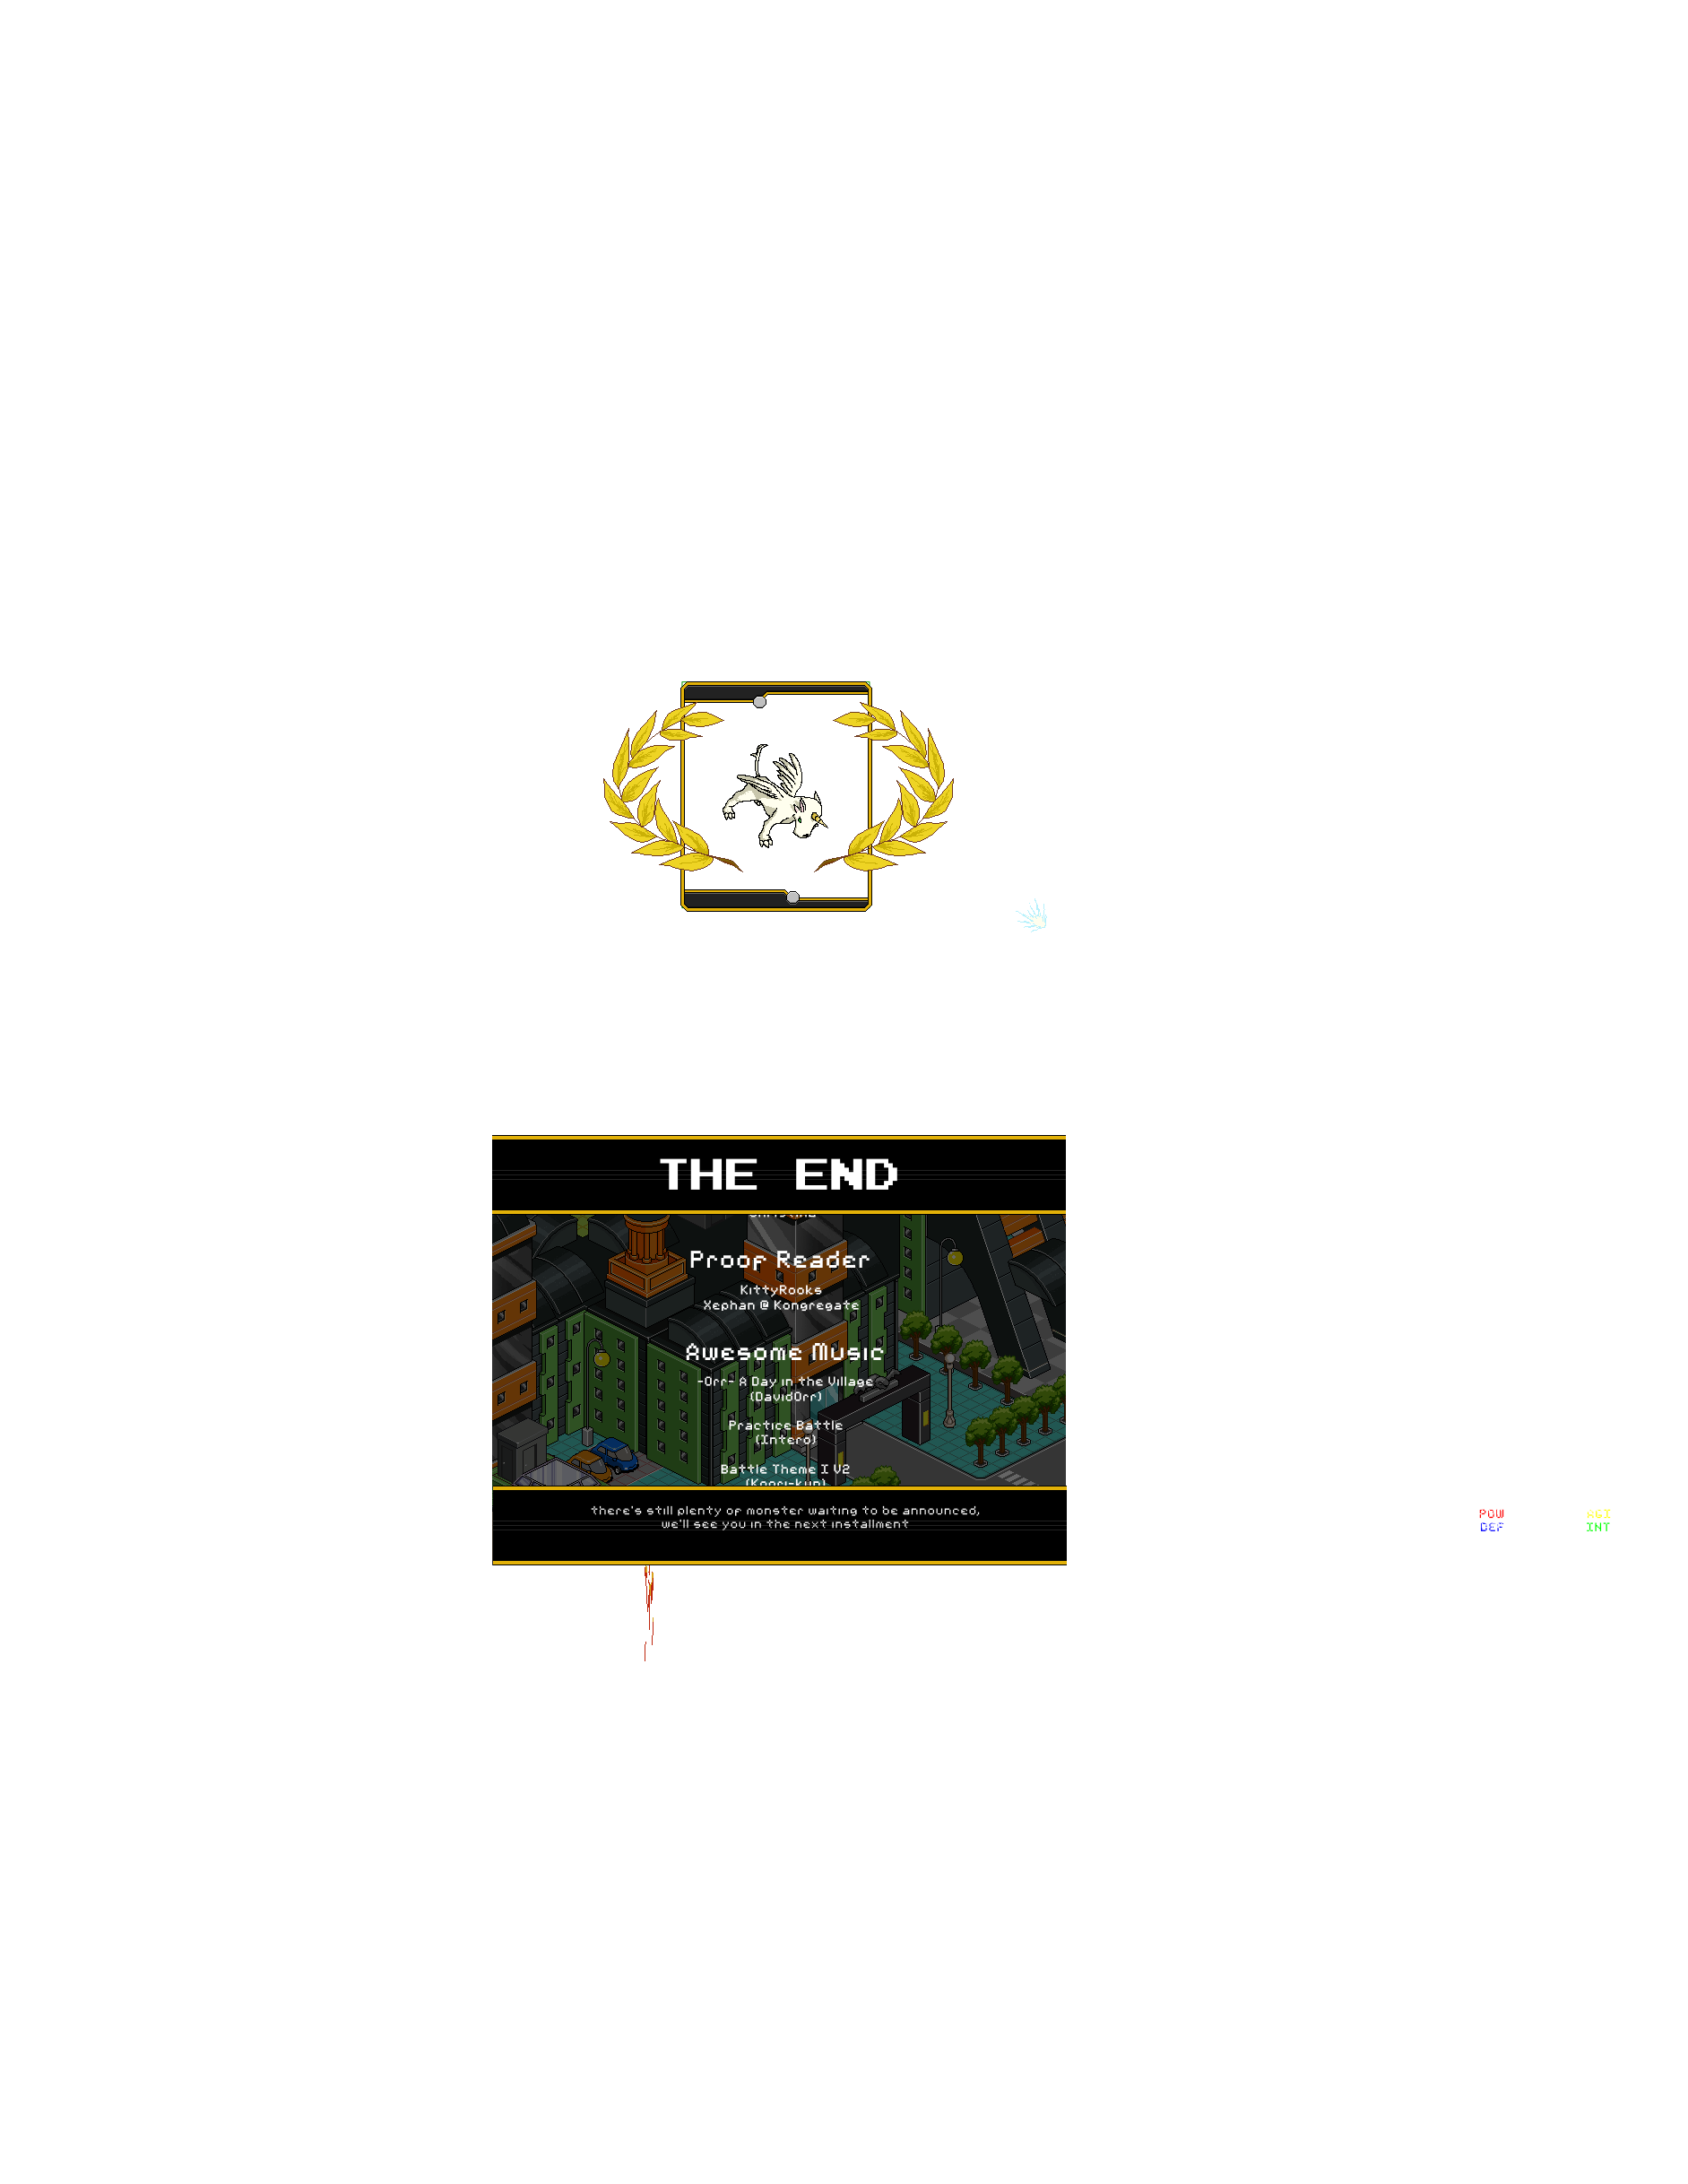 THE END
Proof Reader
KittyRooks
Xephan @ Kongregate
Awesome Music
-Orr- A Day in the Village
(DavidOrr)
Practice Battle
(Intero)
Battle Theme I V2
(Koori-kun)
there's still plenty of monster waiting to be announced,
we'll see you in the next installment
POW AGI
DEF INT